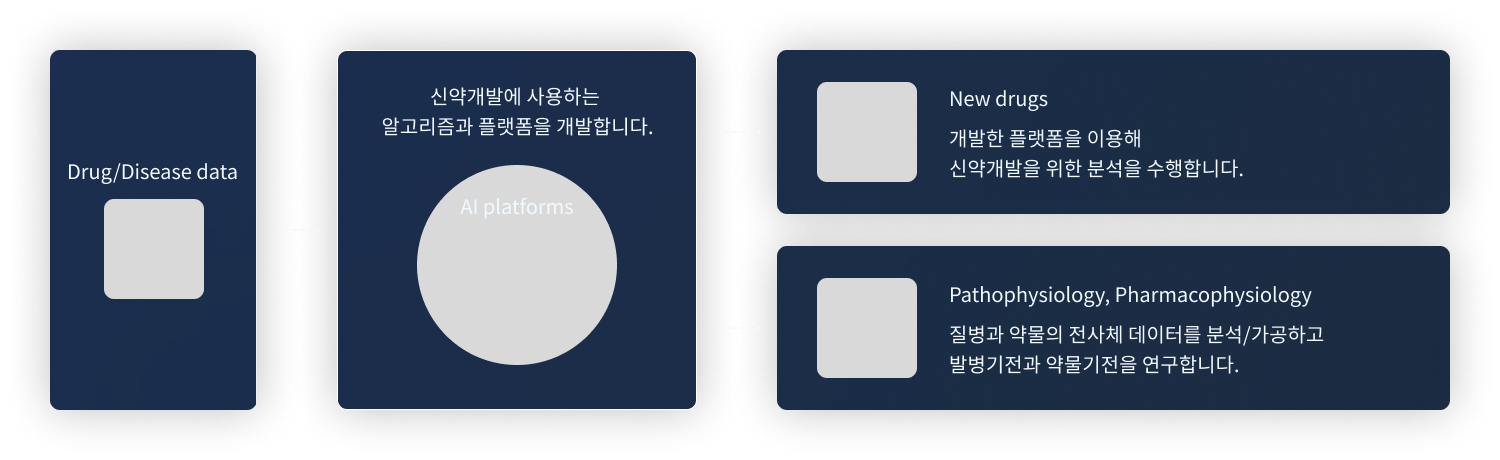 Drug/Disease data
신약개발에 사용하는
알고리즘과 플랫폼을 개발합니다.
AI platforms
New drugs
개발한 플랫폼을 이용해
신약개발을 위한 분석을 수행합니다.
Pathophysiology, Pharmacophysiology
질병과 약물의 전사체 데이터를 분석/가공하고
발병기전과 약물기전을 연구합니다.